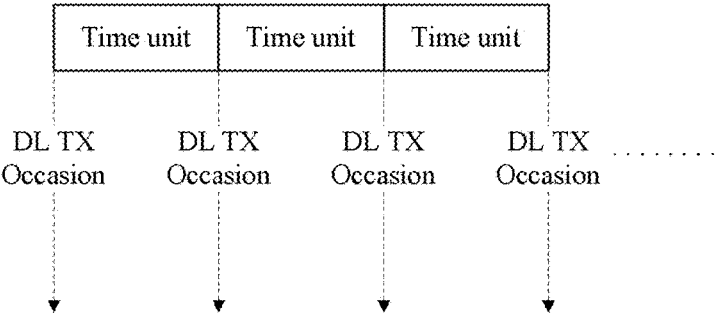 Time unit Time unit Time unit
DL TX DL TX DL TX DL TX
Occasion Occasion Occasion Occasion